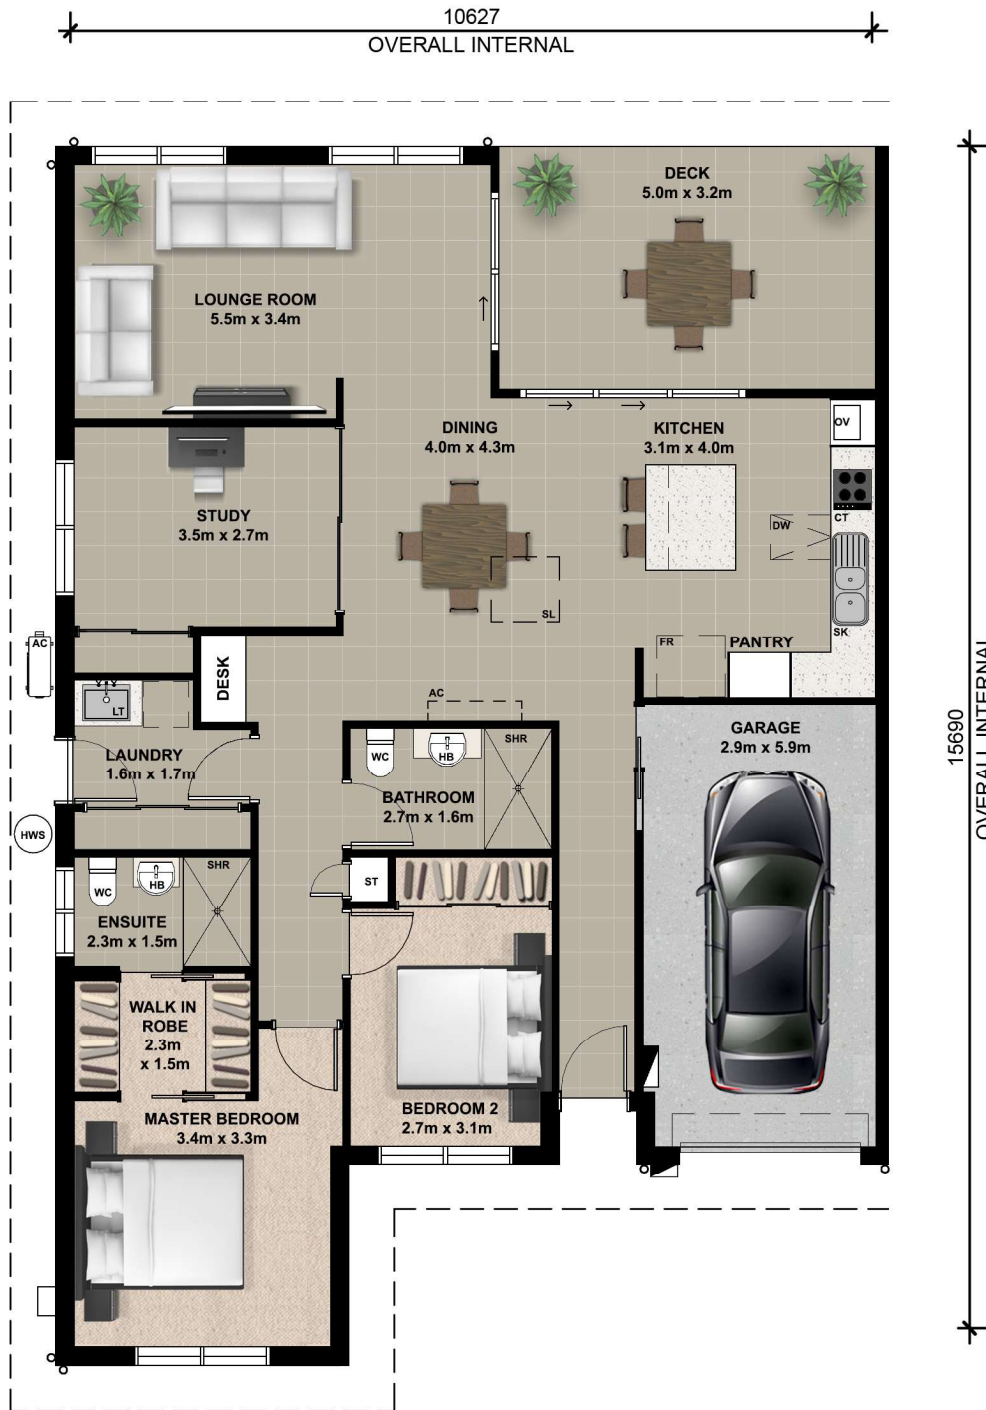 10627
OVERALL INTERNAL
DECK
5.0m x 3.2m
LOUNGE ROOM
5.5m x 3.4m
DINING
4.0m x 4.3m
KITCHEN
3.1m x 4.0m
OV
STUDY
3.5m x 2.7m
CT
DW
SL
SK
AC
FR
PANTRY
DESK
LT
AC
LAUNDRY
1.6m x 1.7m
WC
HB
SHR
GARAGE
2.9m x 5.9m
BATHROOM
2.7m x 1.6m
HWS
15690
OVERALL INTERNAL
WC
HB
SHR
ST
ENSUITE
2.3m x 1.5m
WALK IN
ROBE
2.3m
x 1.5m
MASTER BEDROOM
3.4m x 3.3m
BEDROOM 2
2.7m x 3.1m